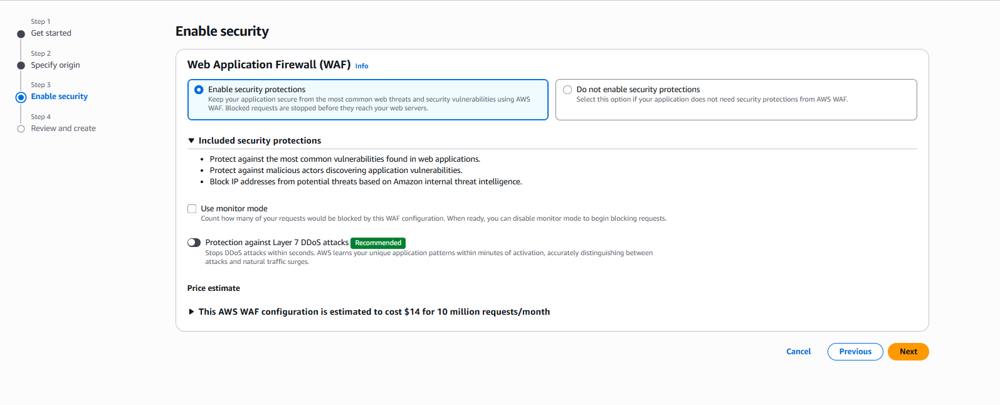 Step 1
Get started
Step 2
Specify origin
Step 3
Enable security
Step 4
Review and create
Enable security
Web Application Firewall (WAF) Info
Enable security protections
Keep your application secure from the most common web threats and security vulnerabilities using AWS
WAF. Blocked requests are stopped before they reach your web servers.
Do not enable security protections
Select this option if your application does not need security protections from AWS WAF.
Included security protections
• Protect against the most common vulnerabilities found in web applications.
• Protect against malicious actors discovering application vulnerabilities.
• Block IP addresses from potential threats based on Amazon internal threat intelligence.
Use monitor mode
Count how many of your requests would be blocked by this WAF configuration. When ready, you can disable monitor mode to begin blocking requests.
Protection against Layer 7 DDoS attacks Recommended
Stops DDoS attacks within seconds. AWS learns your unique application patterns within minutes of activation, accurately distinguishing between
attacks and natural traffic surges.
Price estimate
This AWS WAF configuration is estimated to cost $14 for 10 million requests/month
Cancel
Previous
Next